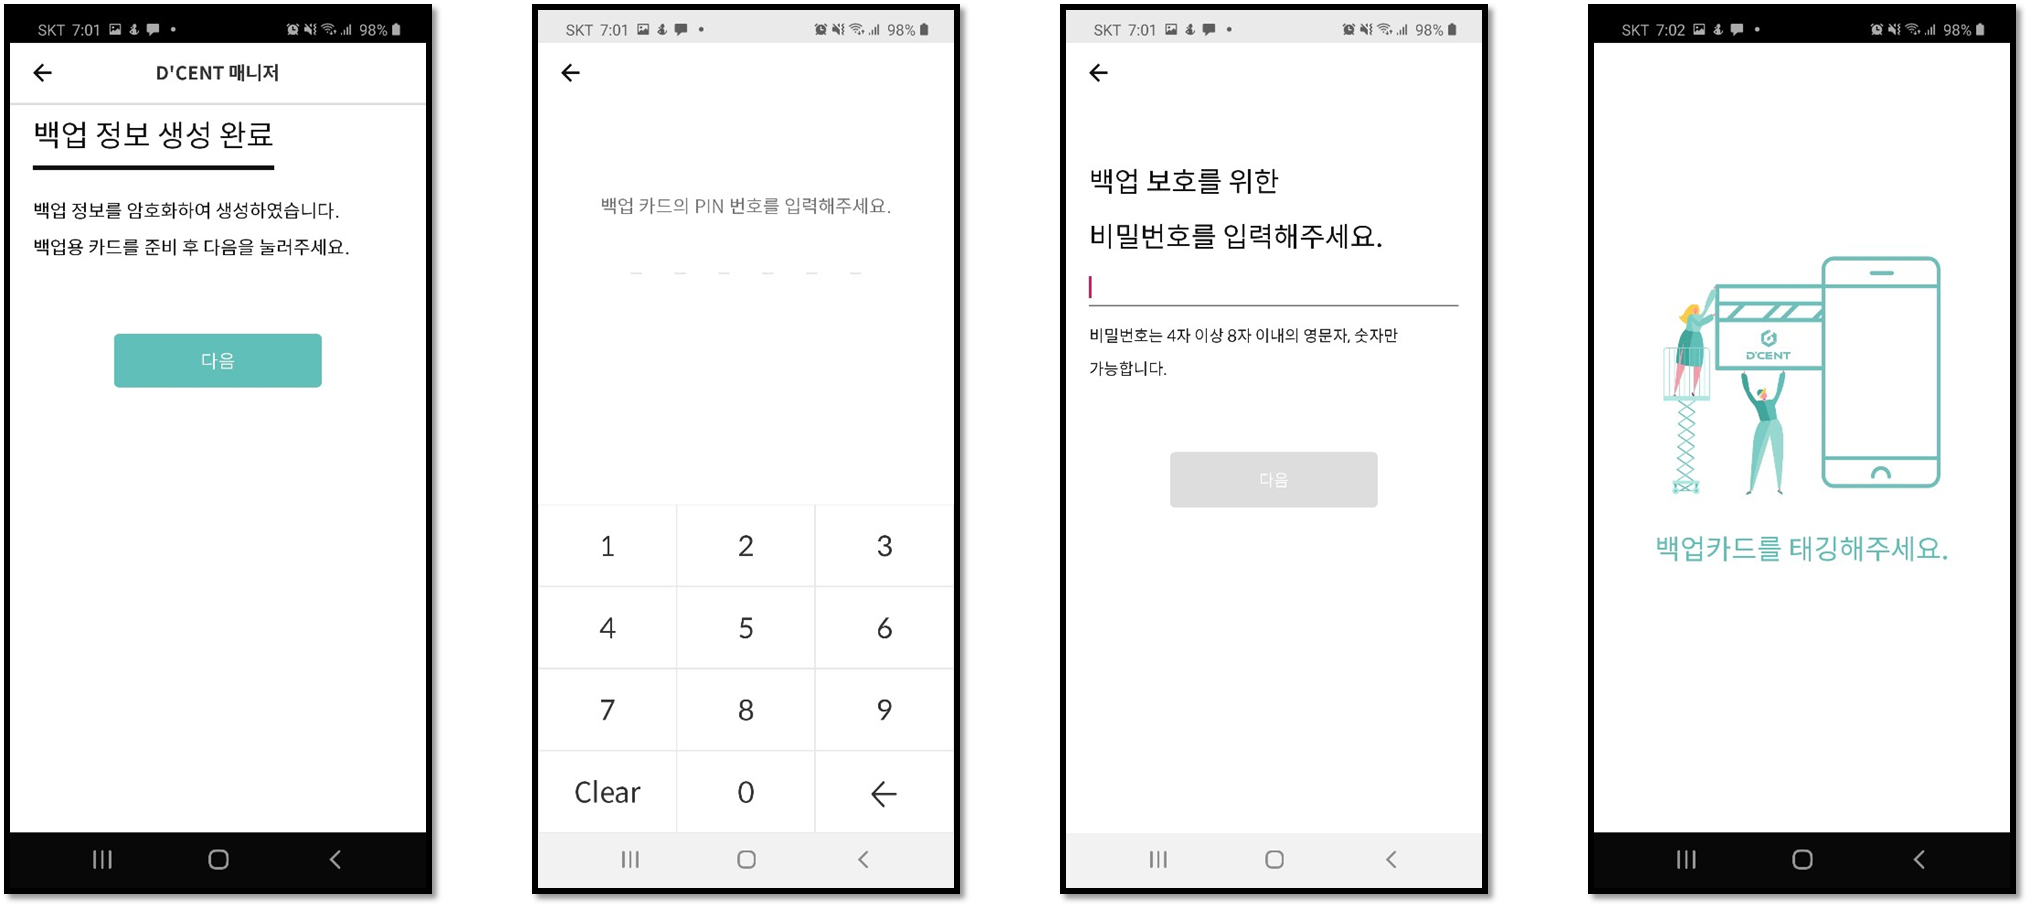 SKT 7:01
98%
D'CENT 매니저
백업 정보 생성 완료
백업 정보를 암호화하여 생성하였습니다.
백업용 카드를 준비 후 다음을 눌러주세요.
다음
SKT 7:01
98%
백업 카드의 PIN 번호를 입력해주세요.
1 2 3
4 5 6
7 8 9
Clear 0
SKT 7:01
98%
백업 보호를 위한
비밀번호를 입력해주세요.
비밀번호는 4자 이상 8자 이내의 영문자, 숫자만
가능합니다.
다음
SKT 7:02
98%
D'CENT
백업카드를 태깅해주세요.